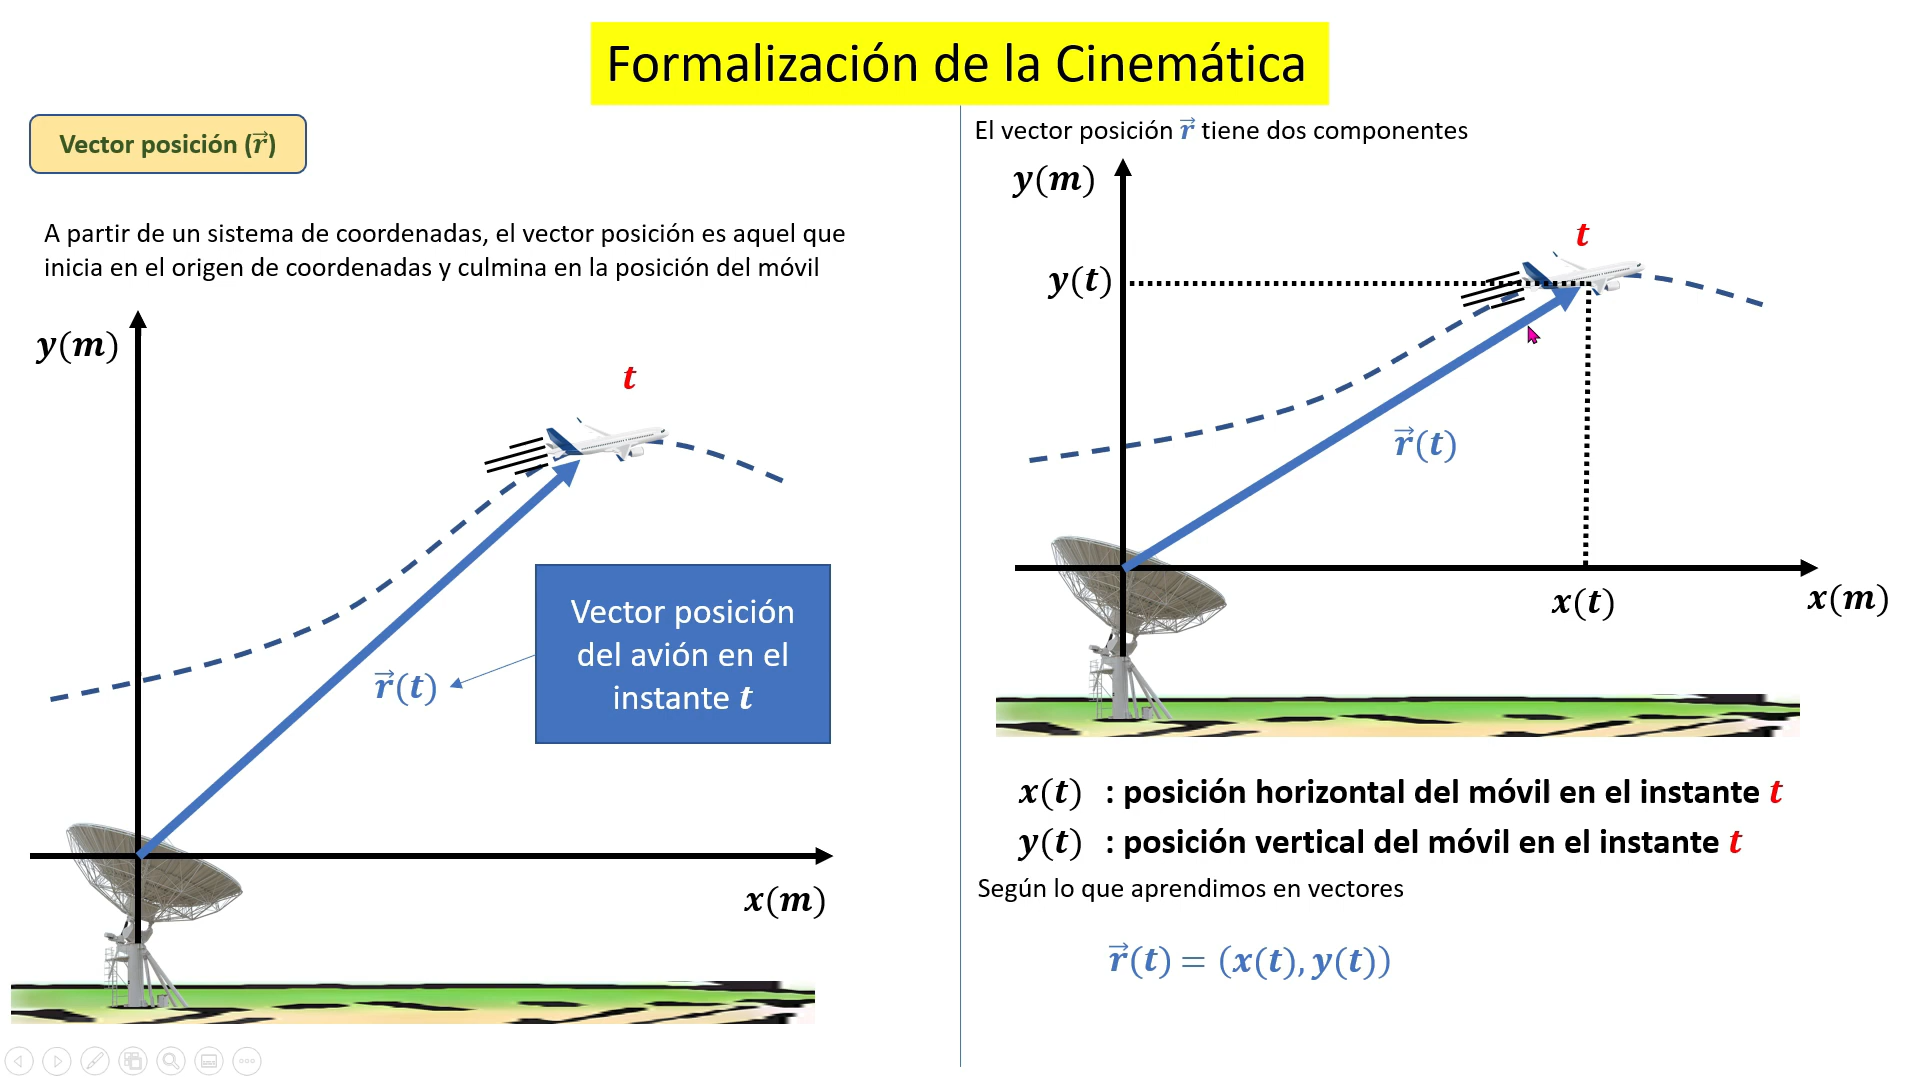 Formalización de la Cinemática
Vector posición (r⃗)
A partir de un sistema de coordenadas, el vector posición es aquel que
inicia en el origen de coordenadas y culmina en la posición del móvil
y(m)
t
Vector posición
del avión en el
instante t
r⃗(t)
x(m)
El vector posición r⃗ tiene dos componentes
y(m)
t
y(t)
r⃗(t)
x(t)
x(m)
x(t) : posición horizontal del móvil en el instante t
y(t) : posición vertical del móvil en el instante t
Según lo que aprendimos en vectores
r⃗(t) = (x(t), y(t))